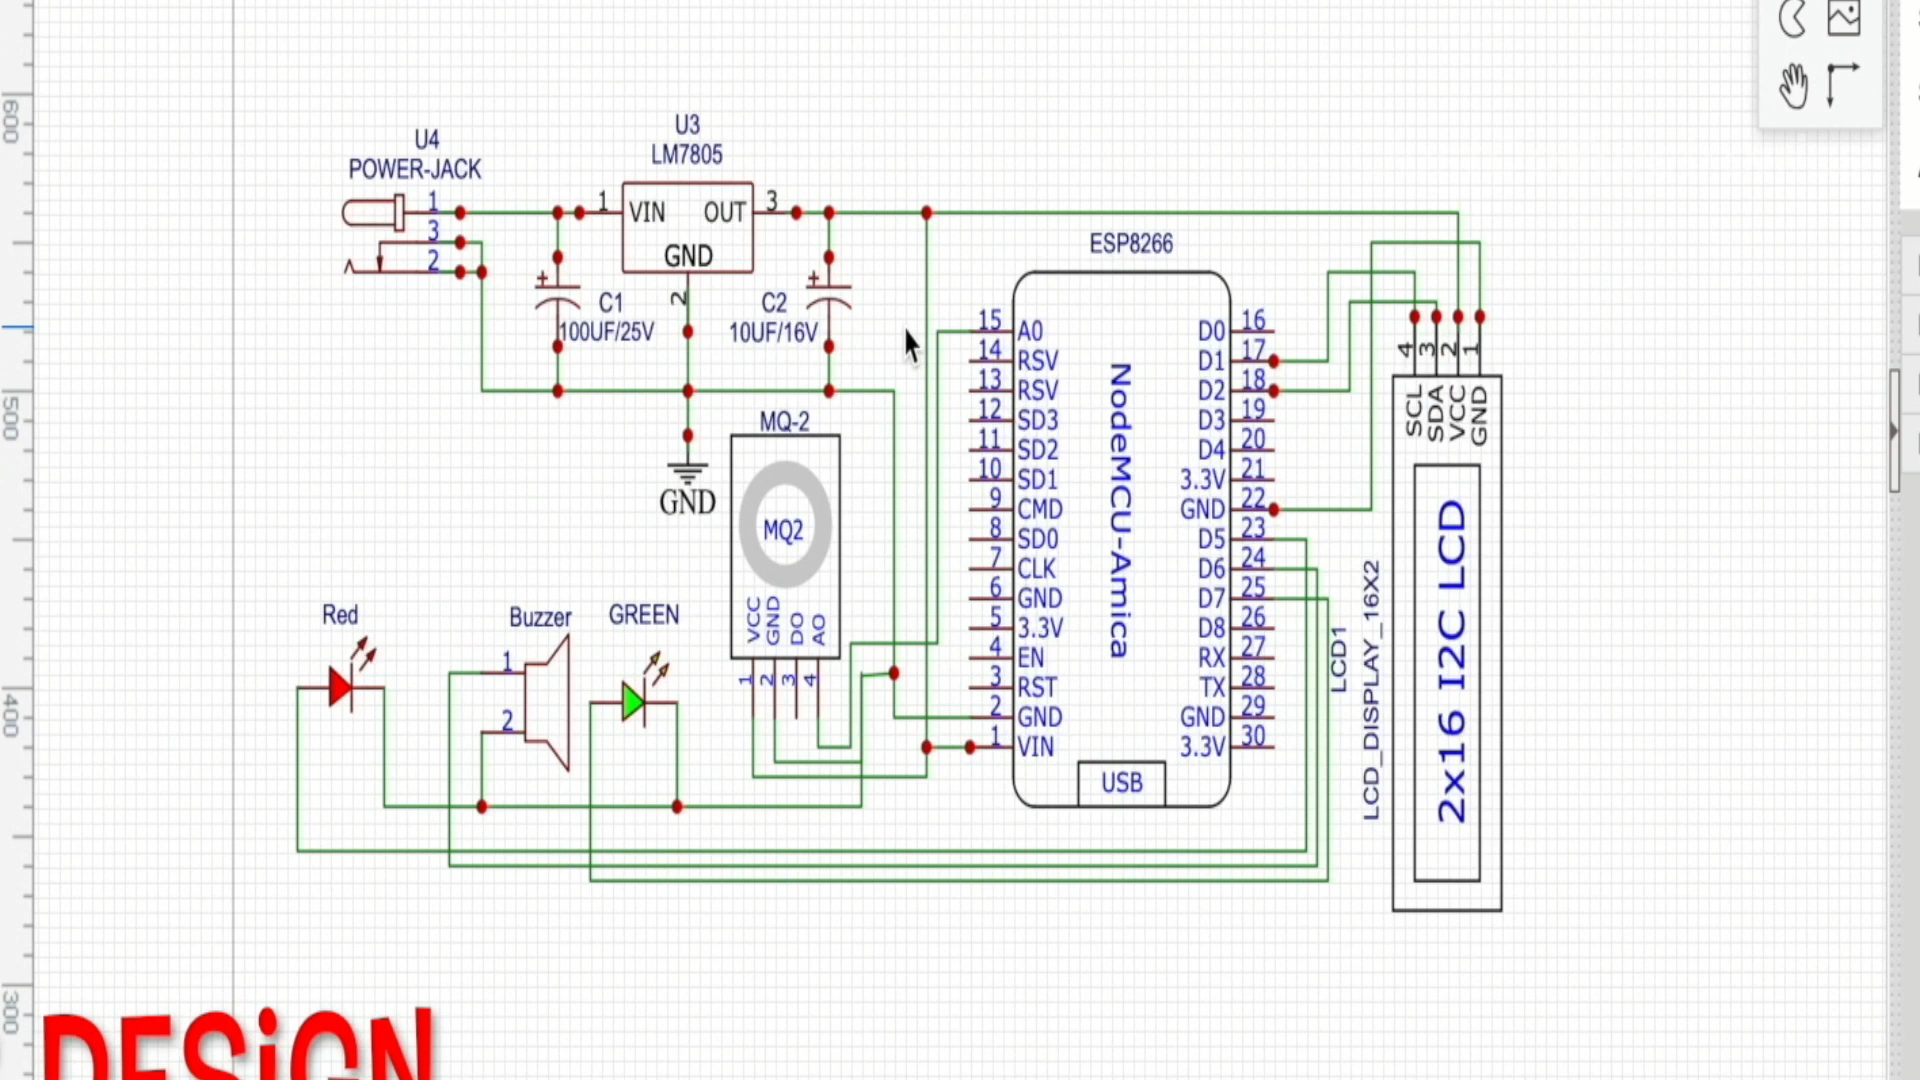 600
500
400
300
U4
POWER-JACK
1
3
2
U3
LM7805
1
VIN
OUT
3
GND
2
+
C1
100UF/25V
+
C2
10UF/16V
GND
MQ-2
MQ2
VCC
GND
DO
AO
1
2
3
4
Red
Buzzer
1
2
GREEN
ESP8266
NodeMCU-Amica
15 A0
14 RSV
13 RSV
12 SD3
11 SD2
10 SD1
9 CMD
8 SD0
7 CLK
6 GND
5 3.3V
4 EN
3 RST
2 GND
1 VIN
D0 16
D1 17
D2 18
D3 19
D4 20
3.3V 21
GND 22
D5 23
D6 24
D7 25
D8 26
RX 27
TX 28
GND 29
3.3V 30
USB
4
3
2
1
SCL
SDA
VCC
GND
2x16 I2C LCD
LCD1
LCD_DISPLAY_16X2
DESiGN